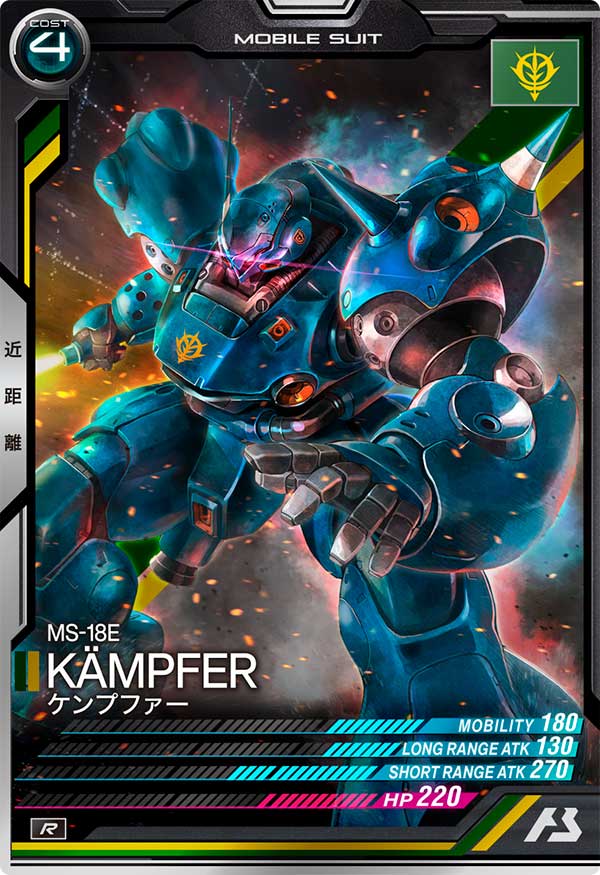 COST
4
MOBILE SUIT
近距離
MS-18E
KÄMPFER
ケンプファー
MOBILITY 180
LONG RANGE ATK 130
SHORT RANGE ATK 270
HP 220
R